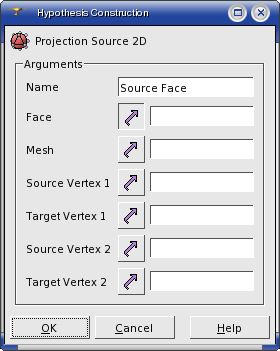 Hypothesis Construction
Projection Source 2D
Arguments
Name Source Face
Face
Mesh
Source Vertex 1
Target Vertex 1
Source Vertex 2
Target Vertex 2
OK Cancel Help